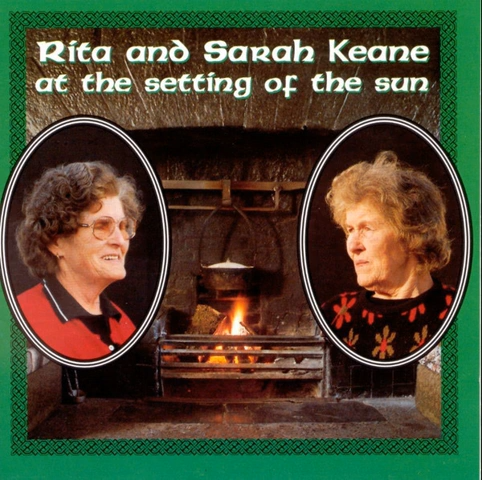 Rita and Sarah Keane
at the setting of the sun